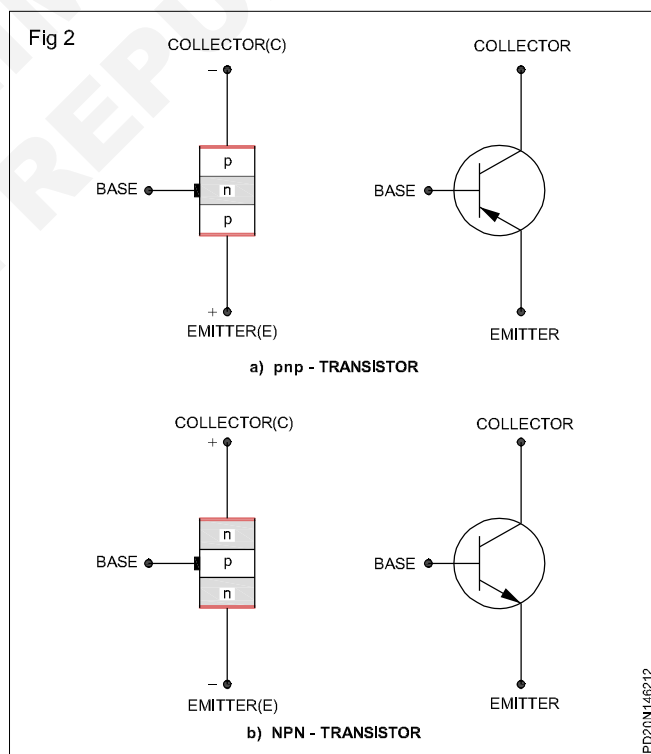 Fig 2
COLLECTOR(C)
COLLECTOR
–
p
BASE
n
BASE
p
+
EMITTER(E)
EMITTER
a) pnp - TRANSISTOR
COLLECTOR(C)
COLLECTOR
+
n
BASE
p
BASE
n
–
EMITTER(E)
EMITTER
b) NPN - TRANSISTOR
PD20N146212